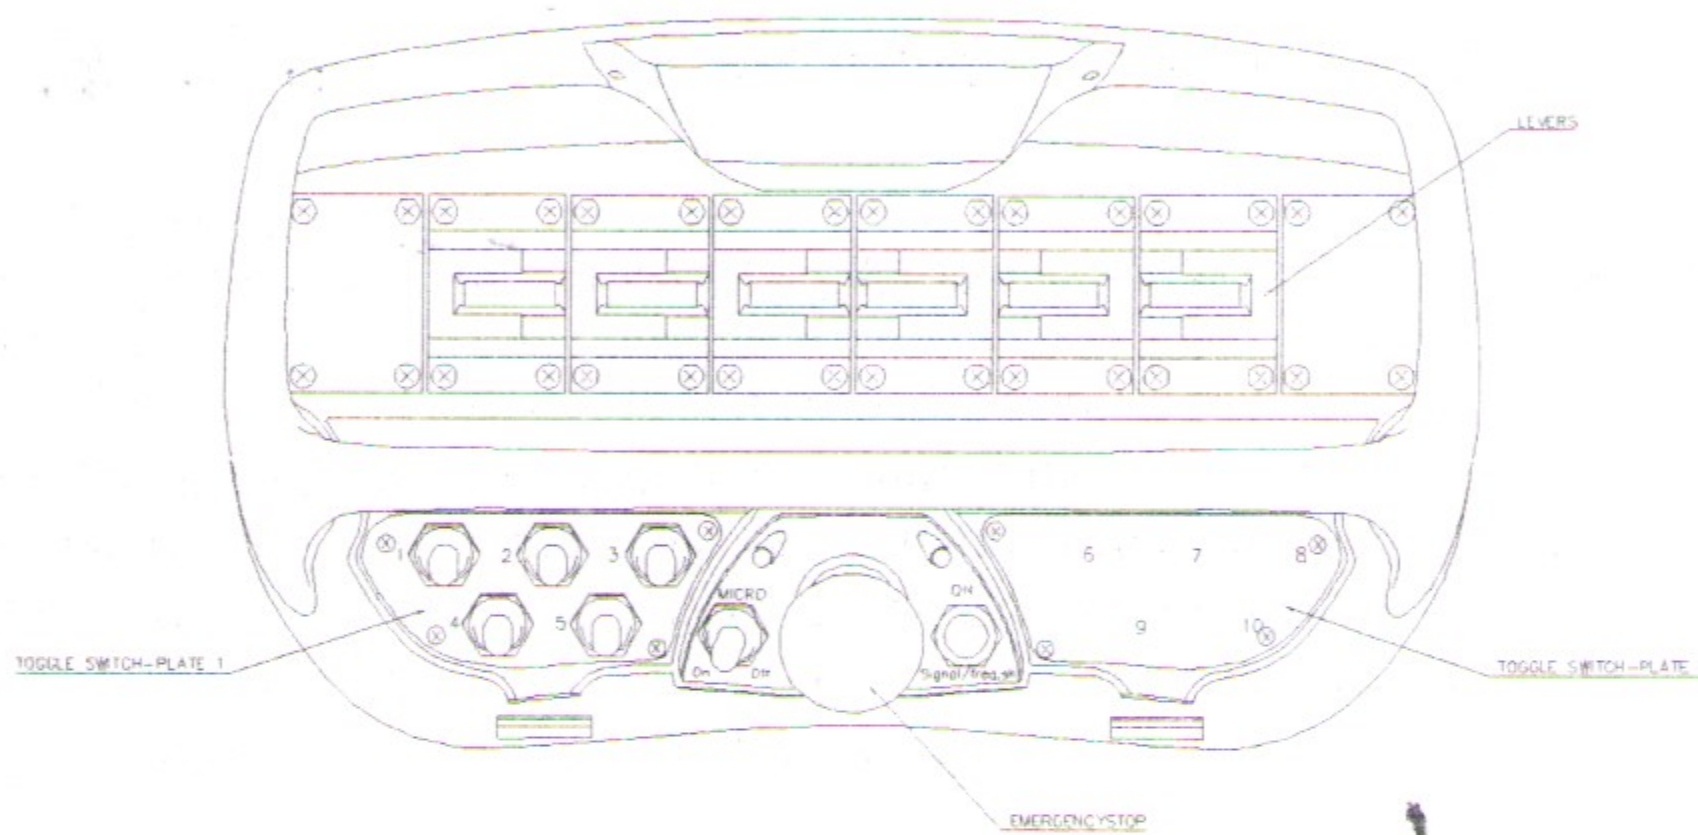 LEVERS
1 2 3
4 5
MICRO
On Off
ON
Signal/freq.sh
6 7 8
9 10
TOGGLE SWITCH-PLATE 1
TOGGLE SWITCH-PLATE
EMERGENCYSTOP